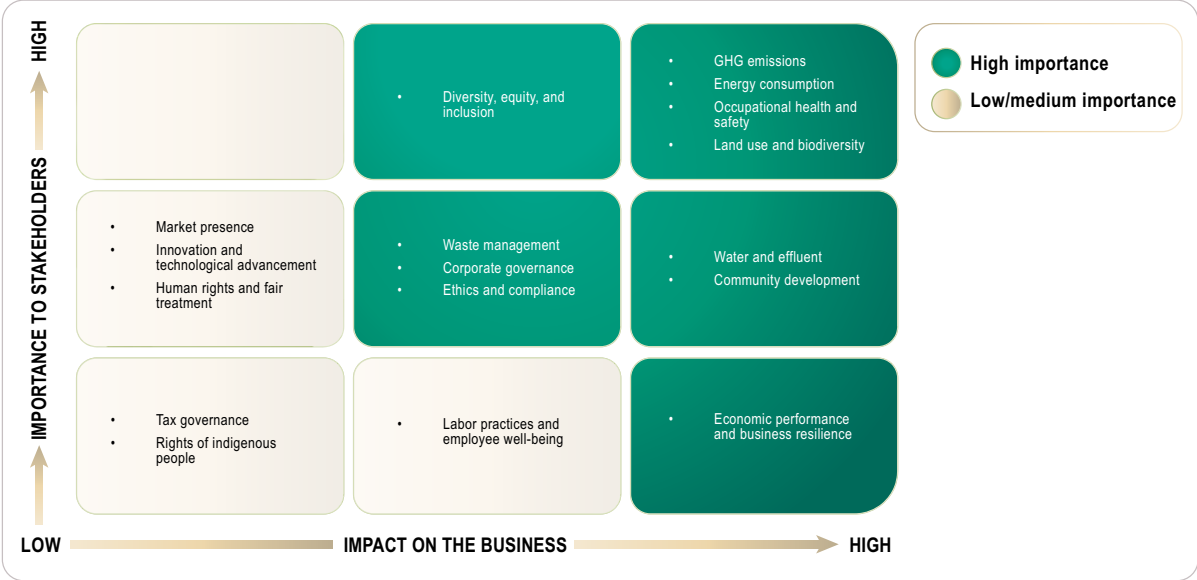 HIGH
IMPORTANCE TO STAKEHOLDERS
• Diversity, equity, and
inclusion
• GHG emissions
• Energy consumption
• Occupational health and
safety
• Land use and biodiversity
High importance
Low/medium importance
• Market presence
• Innovation and
technological advancement
• Human rights and fair
treatment
• Waste management
• Corporate governance
• Ethics and compliance
• Water and effluent
• Community development
• Tax governance
• Rights of indigenous
people
• Labor practices and
employee well-being
• Economic performance
and business resilience
LOW
IMPACT ON THE BUSINESS
HIGH